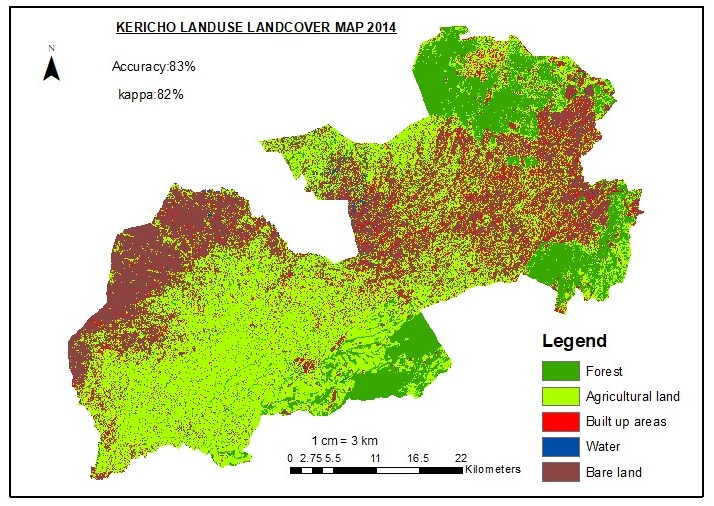 KERICHO LANDUSE LANDCOVER MAP 2014
N
Accuracy:83%
kappa:82%
Legend
Forest
Agricultural land
Built up areas
Water
Bare land
1 cm = 3 km
0 2.75 5.5 11 16.5 22
Kilometers